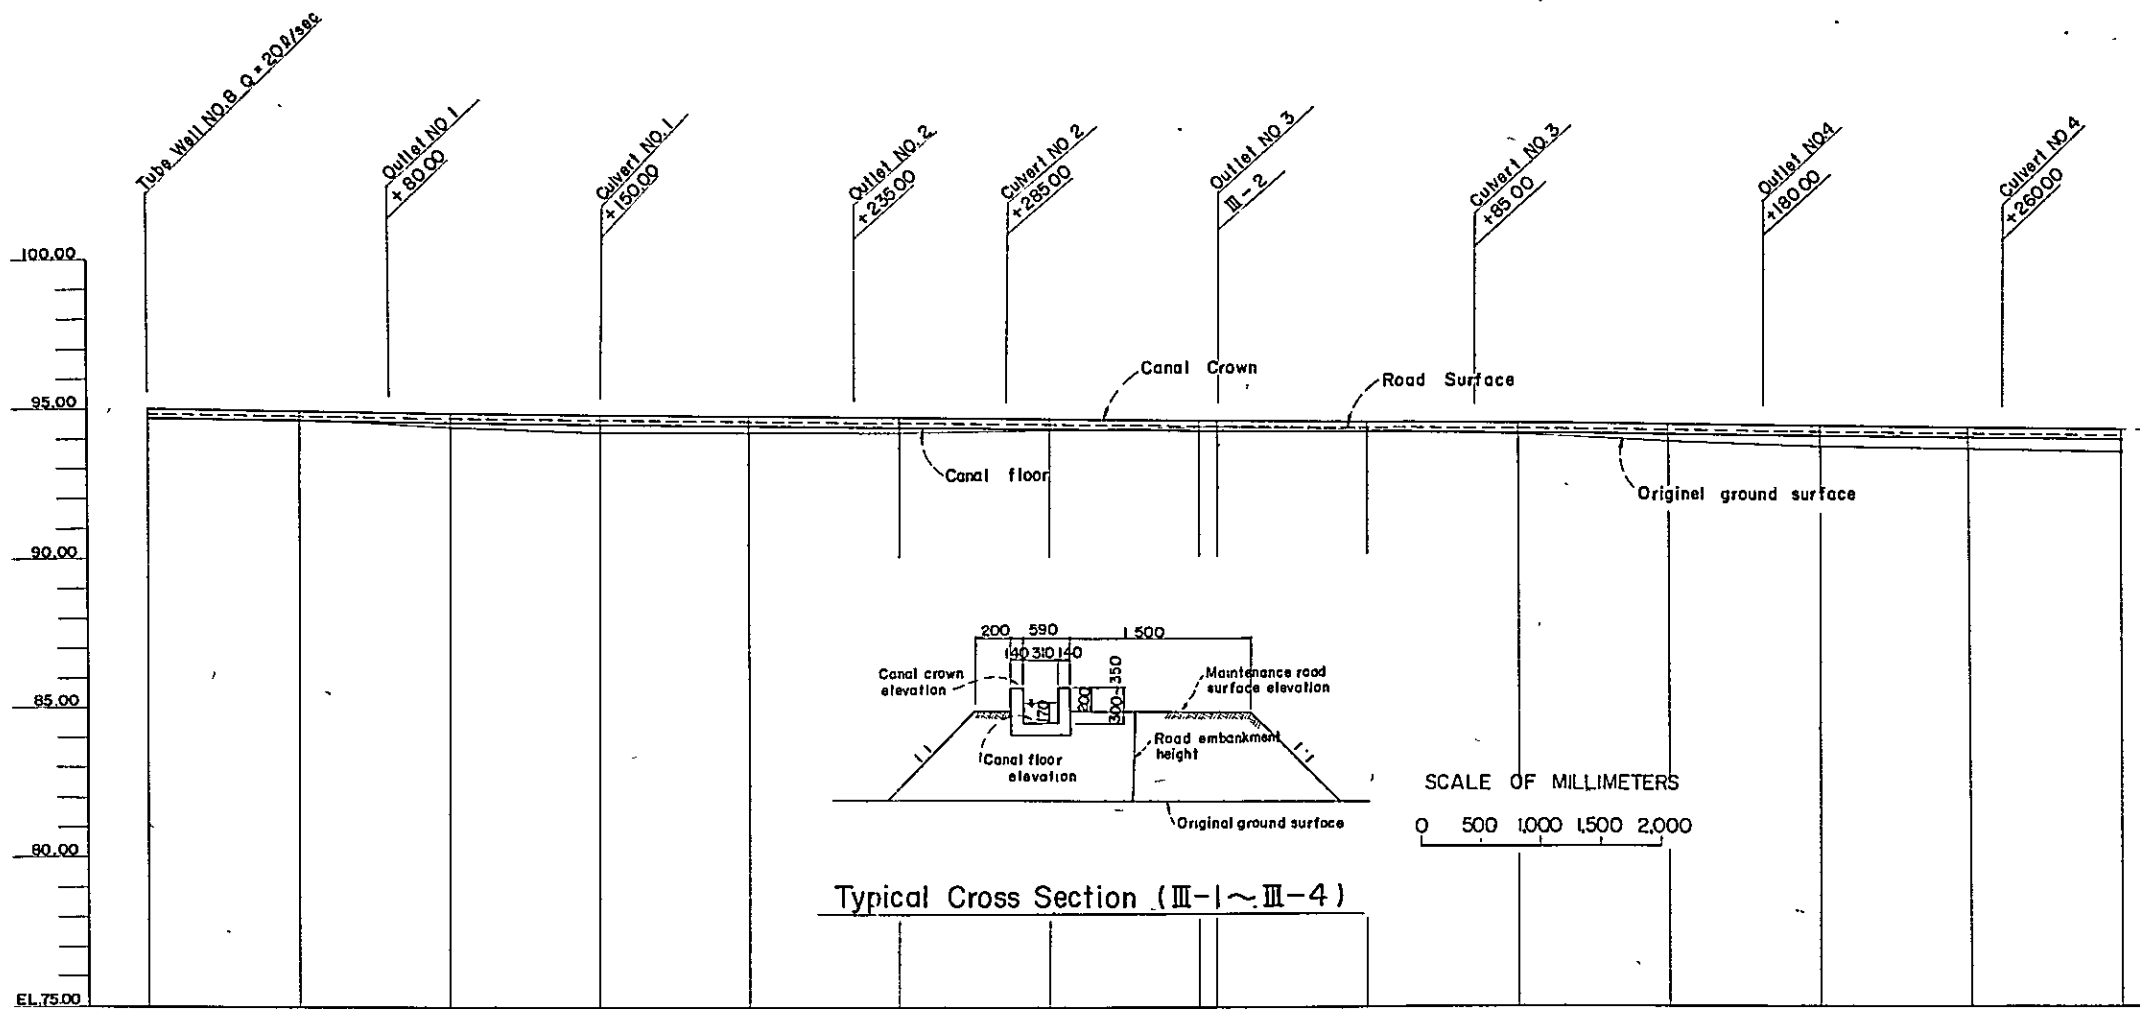 Tube Well NO.8 Q=20ℓ/sec
Outlet NO 1
+80.00
Culvert NO.1
+150.00
Outlet NO.2
+235.00
Culvert NO 2
+285.00
Outlet NO 3
III-2
Culvert NO.3
+85 00
Outlet NO.4
+180.00
Culvert NO 4
+260.00
100.00
95.00
90.00
85.00
80.00
EL.75.00
Canal Crown
Road Surface
Canal floor
Originel ground surface
200 590 1 500
140 310 140
Canal crown
elevation
170
200
300~350
Maintenance road
surface elevation
1:1
Road embankment
height
Canal floor
elevation
Original ground surface
SCALE OF MILLIMETERS
0 500 1,000 1,500 2,000
Typical Cross Section (III-1~III-4)